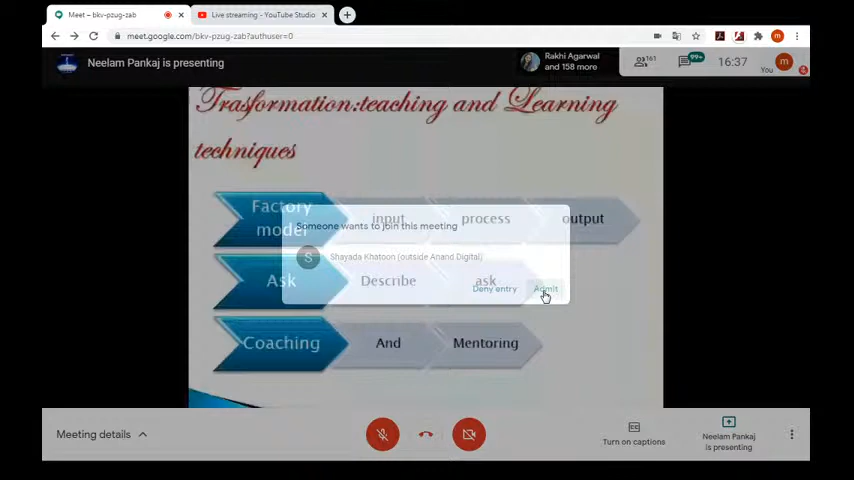 Meet – bkv-pzug-zab
Live streaming - YouTube Studio
meet.google.com/bkv-pzug-zab?authuser=0
m
Neelam Pankaj is presenting
Rakhi Agarwal
and 158 more
161
99+
16:37
You
m
Trasformation:teaching and Learning
techniques
Factory
model
input
process
output
Someone wants to join this meeting
S
Shayada Khatoon (outside Anand Digital)
Ask
Describe
ask
Deny entry
Admit
Coaching
And
Mentoring
Meeting details
Turn on captions
Neelam Pankaj
is presenting